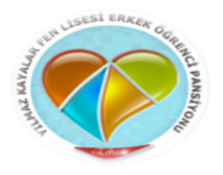 YILMAZ KAYALAR FEN LİSESİ ERKEK ÖĞRENCİ PANSİYONU